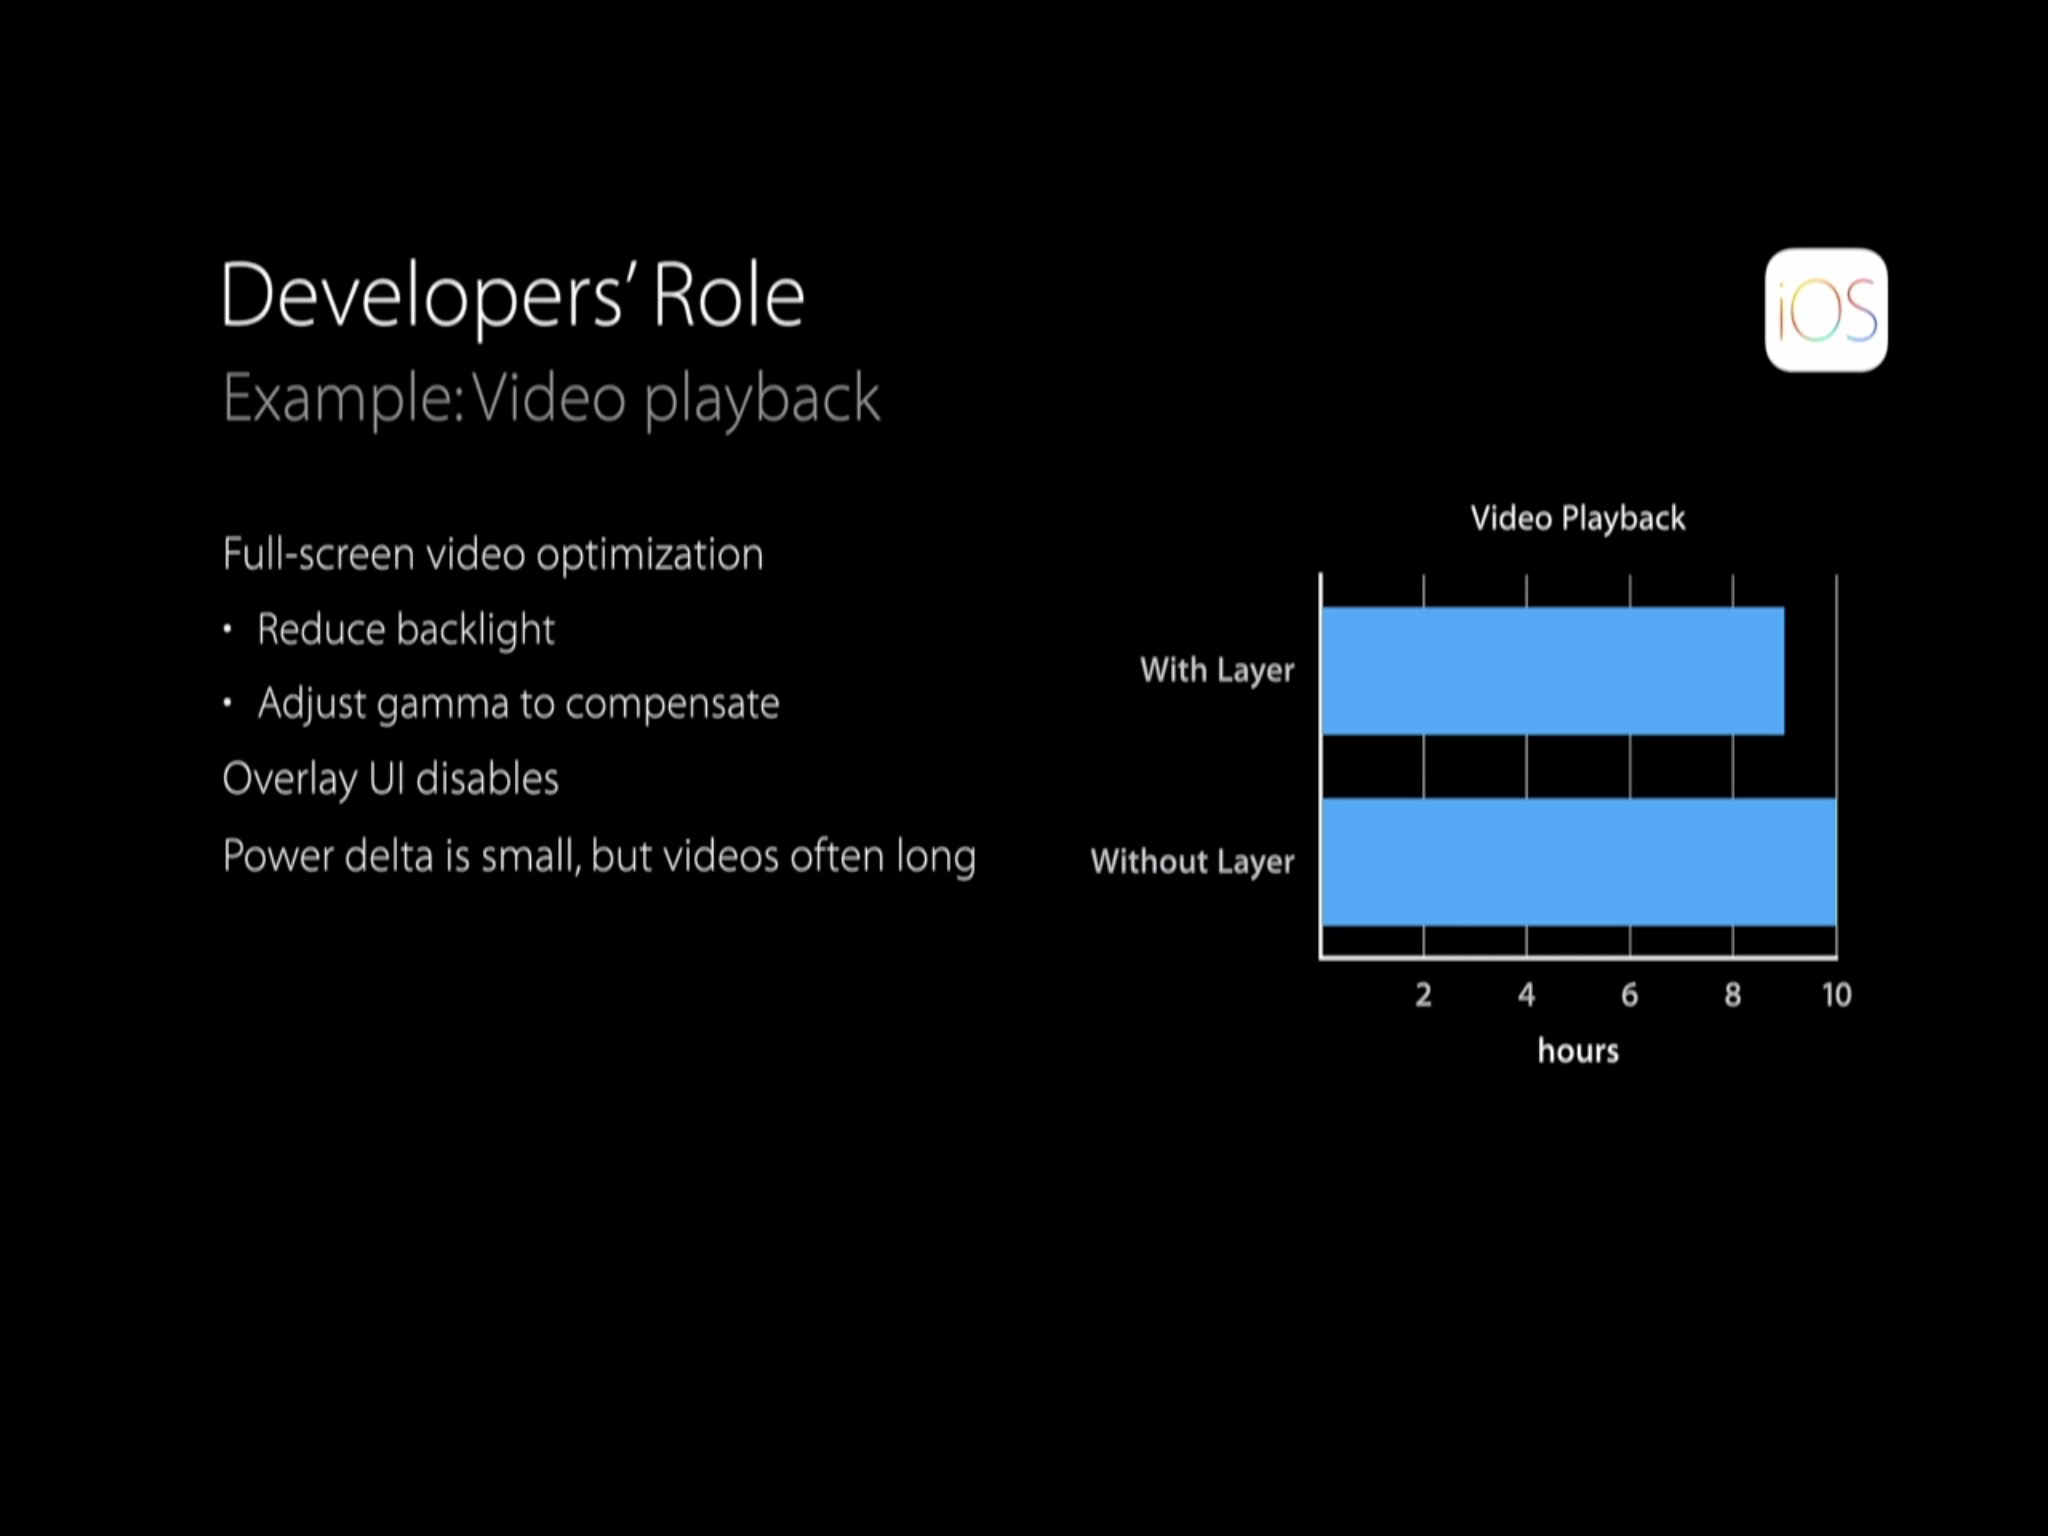 Developers’ Role
iOS
Example: Video playback
Full-screen video optimization
• Reduce backlight
• Adjust gamma to compensate
Overlay UI disables
Power delta is small, but videos often long
Video Playback
With Layer
Without Layer
2 4 6 8 10
hours